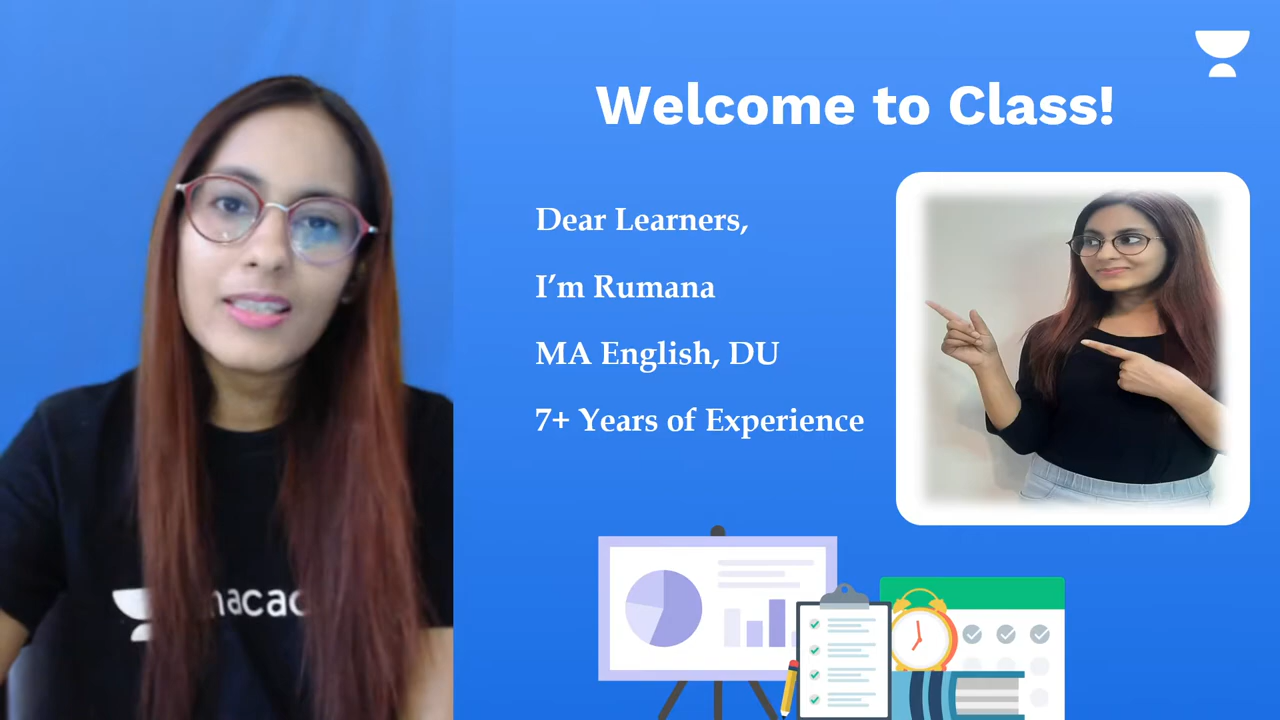 Welcome to Class!
Dear Learners,
I’m Rumana
MA English, DU
7+ Years of Experience